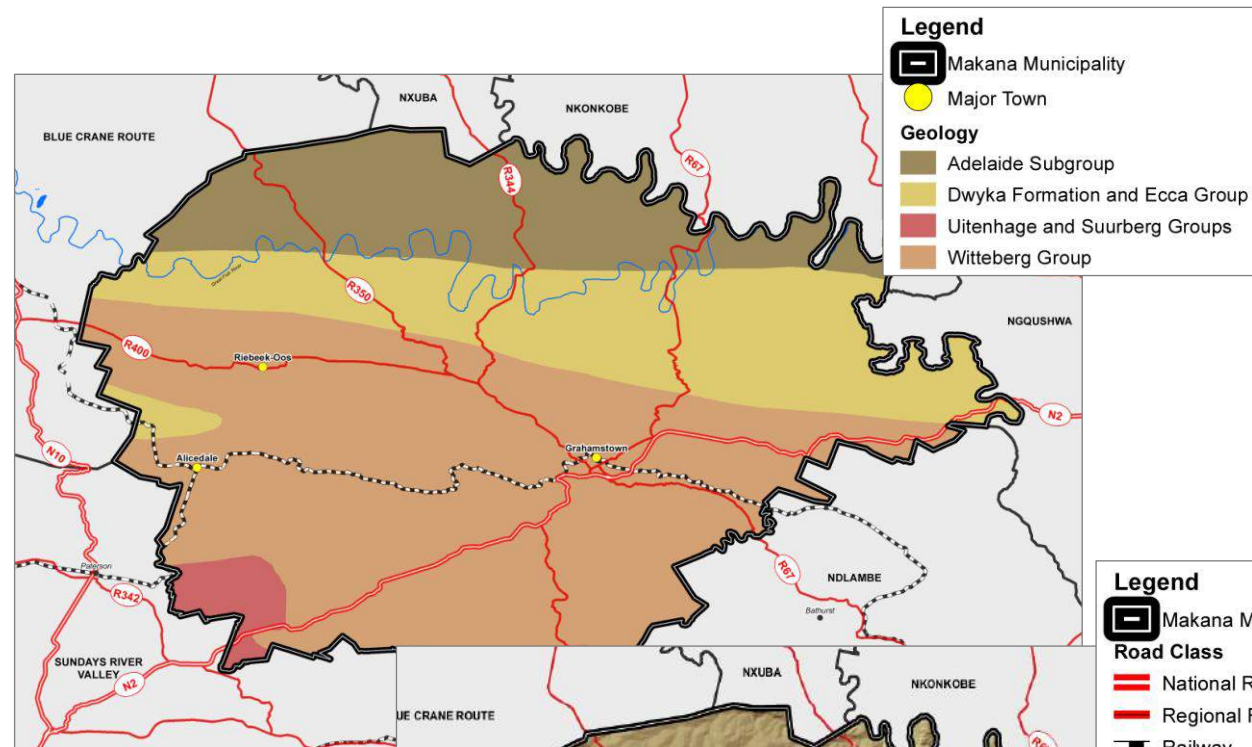 Legend
Makana Municipality
Major Town
Geology
Adelaide Subgroup
Dwyka Formation and Ecca Group
Uitenhage and Suurberg Groups
Witteberg Group
NXUBA
NKONKOBE
BLUE CRANE ROUTE
R67
R344
R350
NGQUSHWA
R400
Riebeek-Oos
N2
N10
Grahamstown
Alicedale
Paterson
R342
R67
NDLAMBE
Bathurst
SUNDAYS RIVER
VALLEY
N2
Legend
Makana M
Road Class
National R
Regional
Railway
NXUBA
NKONKOBE
UE CRANE ROUTE